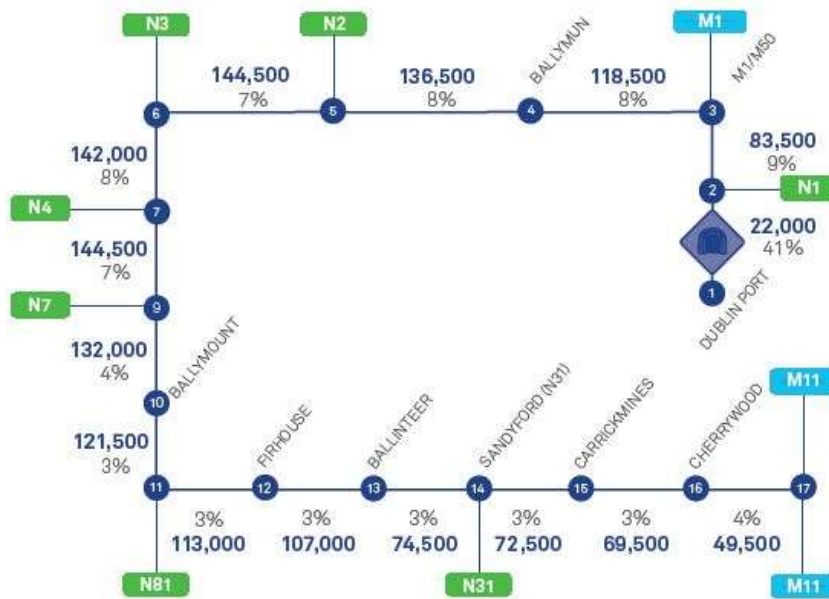 N3
N2
M1
BALLYMUN
M1/M50
144,500
7%
136,500
8%
118,500
8%
6
5
4
3
142,000
8%
83,500
9%
2
N1
N4
7
22,000
41%
144,500
7%
1
DUBLIN PORT
N7
9
132,000
4%
BALLYMOUNT
10
M11
121,500
3%
FIRHOUSE
BALLINTEER
SANDYFORD (N31)
CARRICKMINES
CHERRYWOOD
11
12
13
14
15
16
17
3%
113,000
3%
107,000
3%
74,500
3%
72,500
3%
69,500
4%
49,500
N81
N31
M11